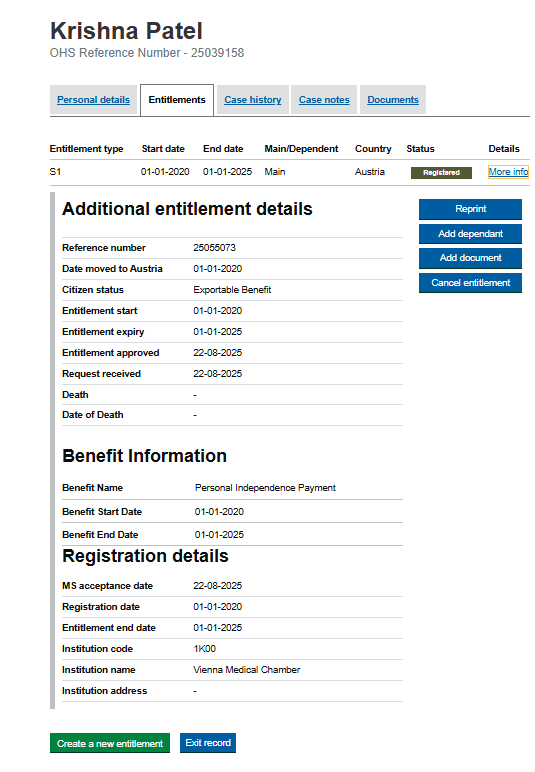 Krishna Patel
OHS Reference Number - 25039158
Personal details Entitlements Case history Case notes Documents
Entitlement type Start date End date Main/Dependent Country Status Details
S1 01-01-2020 01-01-2025 Main Austria Registered More info
Additional entitlement details
Reprint
Add dependant
Add document
Cancel entitlement
Reference number 25055073
Date moved to Austria 01-01-2020
Citizen status Exportable Benefit
Entitlement start 01-01-2020
Entitlement expiry 01-01-2025
Entitlement approved 22-08-2025
Request received 22-08-2025
Death -
Date of Death -
Benefit Information
Benefit Name Personal Independence Payment
Benefit Start Date 01-01-2020
Benefit End Date 01-01-2025
Registration details
MS acceptance date 22-08-2025
Registration date 01-01-2020
Entitlement end date 01-01-2025
Institution code 1K00
Institution name Vienna Medical Chamber
Institution address -
Create a new entitlement Exit record